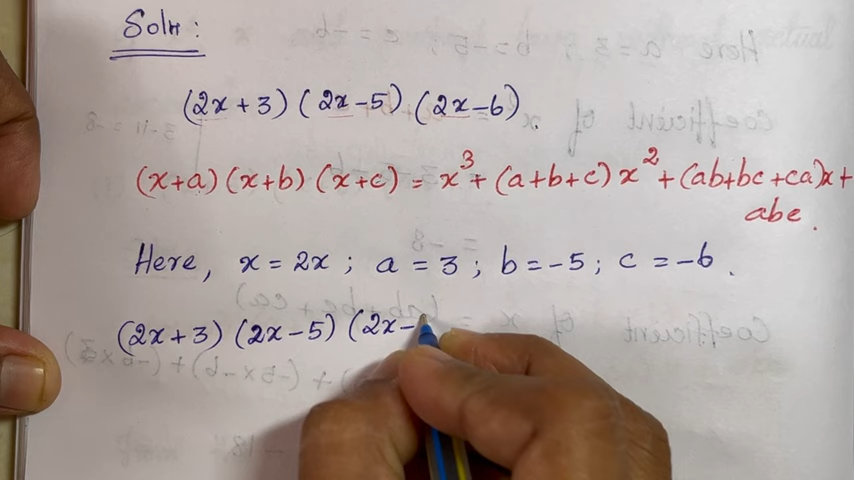 Soln :
(2x + 3) (2x - 5) (2x - 6).
(x+a) (x+b) (x+c) = x³ + (a+b+c) x² + (ab+bc+ca)x +
abc.
Here, x = 2x ; a = 3 ; b = -5 ; c = -6 .
(2x + 3) (2x - 5) (2x -